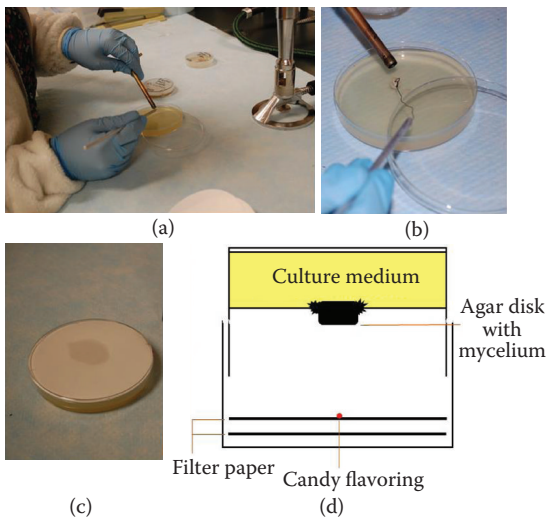 (a)
(b)
Culture medium
Agar disk
with
mycelium
Filter paper
Candy flavoring
(c)
(d)